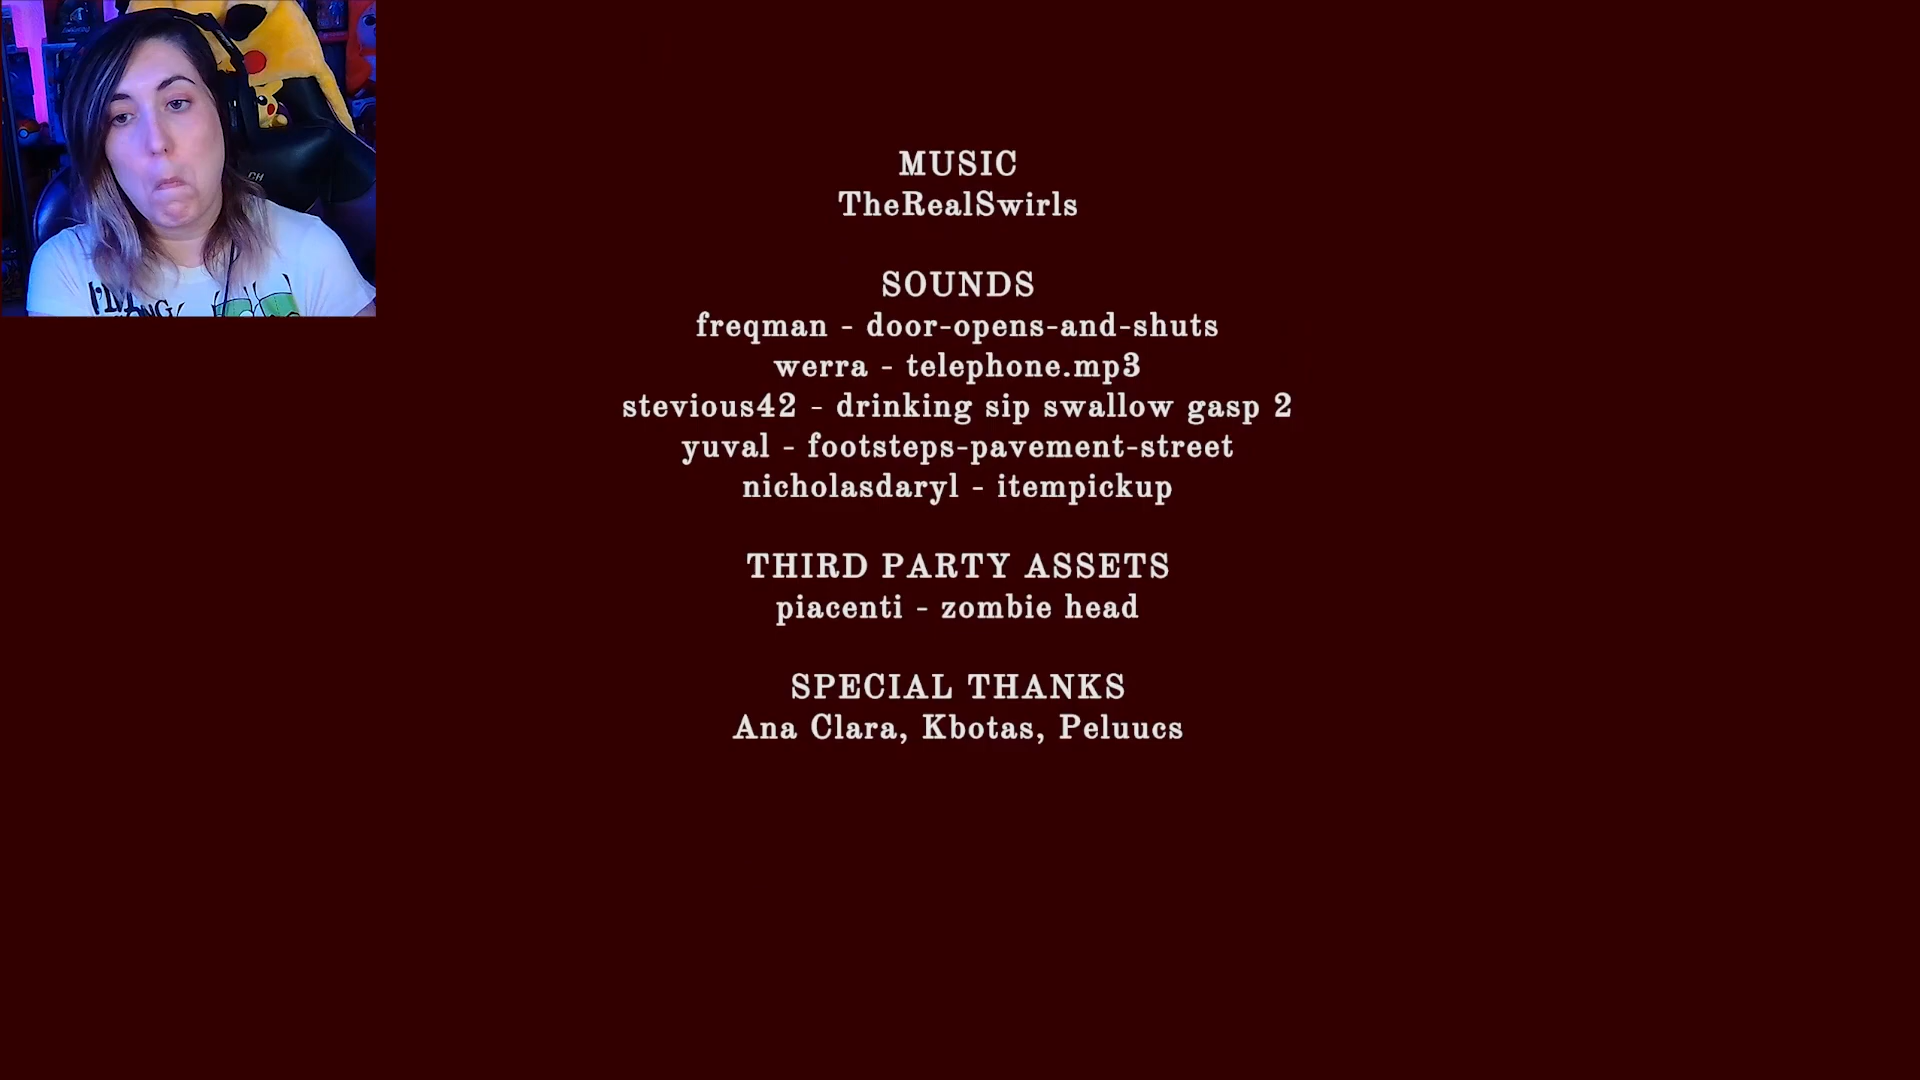 MUSIC
TheRealSwirls
SOUNDS
freqman - door-opens-and-shuts
werra - telephone.mp3
stevious42 - drinking sip swallow gasp 2
yuval - footsteps-pavement-street
nicholasdaryl - itempickup
THIRD PARTY ASSETS
piacenti - zombie head
SPECIAL THANKS
Ana Clara, Kbotas, Peluucs
I'M